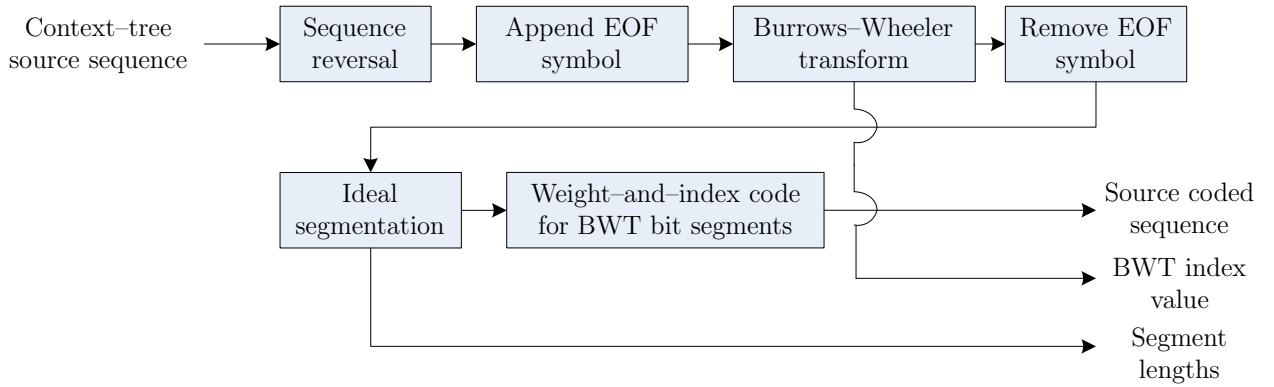 Context–tree
source sequence
Sequence
reversal
Append EOF
symbol
Burrows–Wheeler
transform
Remove EOF
symbol
Ideal
segmentation
Weight–and–index code
for BWT bit segments
Source coded
sequence
BWT index
value
Segment
lengths